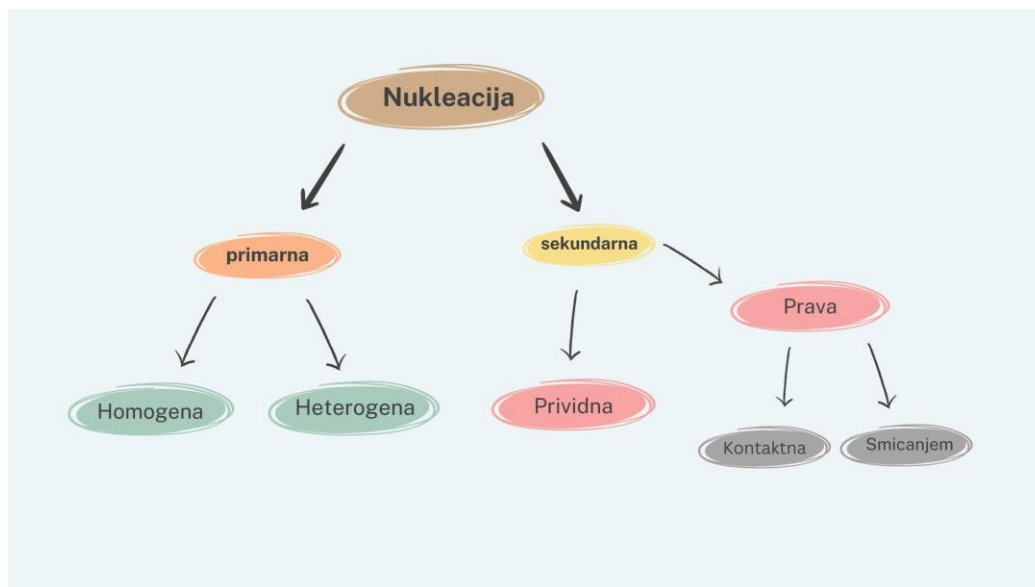 Nukleacija
primarna
sekundarna
Prava
Homogena
Heterogena
Prividna
Kontaktna
Smicanjem